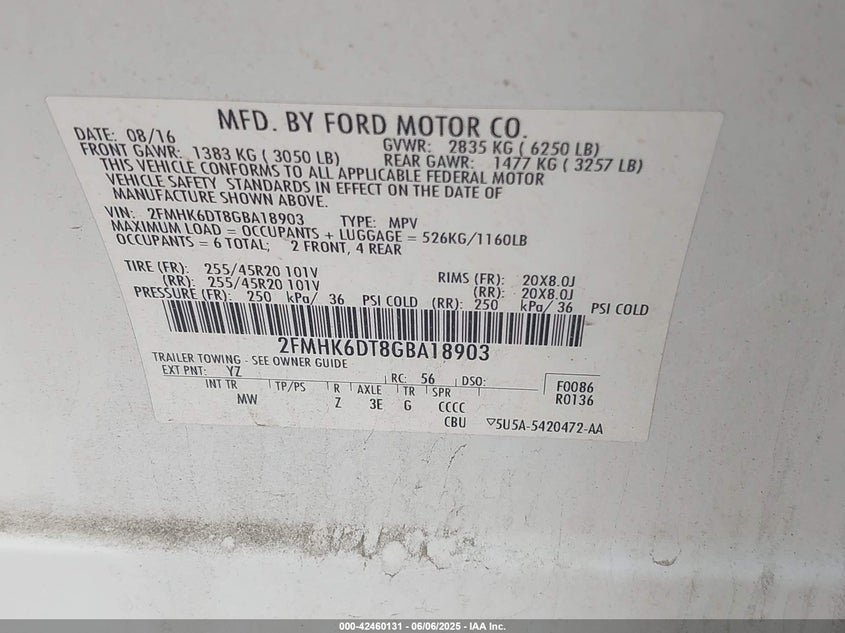 MFD. BY FORD MOTOR CO.
DATE: 08/16 GVWR: 2835 KG ( 6250 LB)
FRONT GAWR: 1383 KG ( 3050 LB) REAR GAWR: 1477 KG ( 3257 LB)
THIS VEHICLE CONFORMS TO ALL APPLICABLE FEDERAL MOTOR
VEHICLE SAFETY STANDARDS IN EFFECT ON THE DATE OF
MANUFACTURE SHOWN ABOVE.
VIN: 2FMHK6DT8GBA18903 TYPE: MPV
MAXIMUM LOAD = OCCUPANTS + LUGGAGE = 526KG/1160LB
OCCUPANTS = 6 TOTAL; 2 FRONT, 4 REAR
TIRE (FR): 255/45R20 101V RIMS (FR): 20X8.0J
(RR): 255/45R20 101V (RR): 20X8.0J
PRESSURE (FR): 250 kPa/ 36 PSI COLD (RR): 250 kPa/ 36 PSI COLD
2FMHK6DT8GBA18903
TRAILER TOWING - SEE OWNER GUIDE
EXT PNT: YZ RC: 56 DSO: F0086
INT TR TP/PS R AXLE TR SPR R0136
MW Z 3E G CCCC
CBU ▽5U5A-5420472-AA
000-42460131 - 06/06/2025 - IAA Inc.